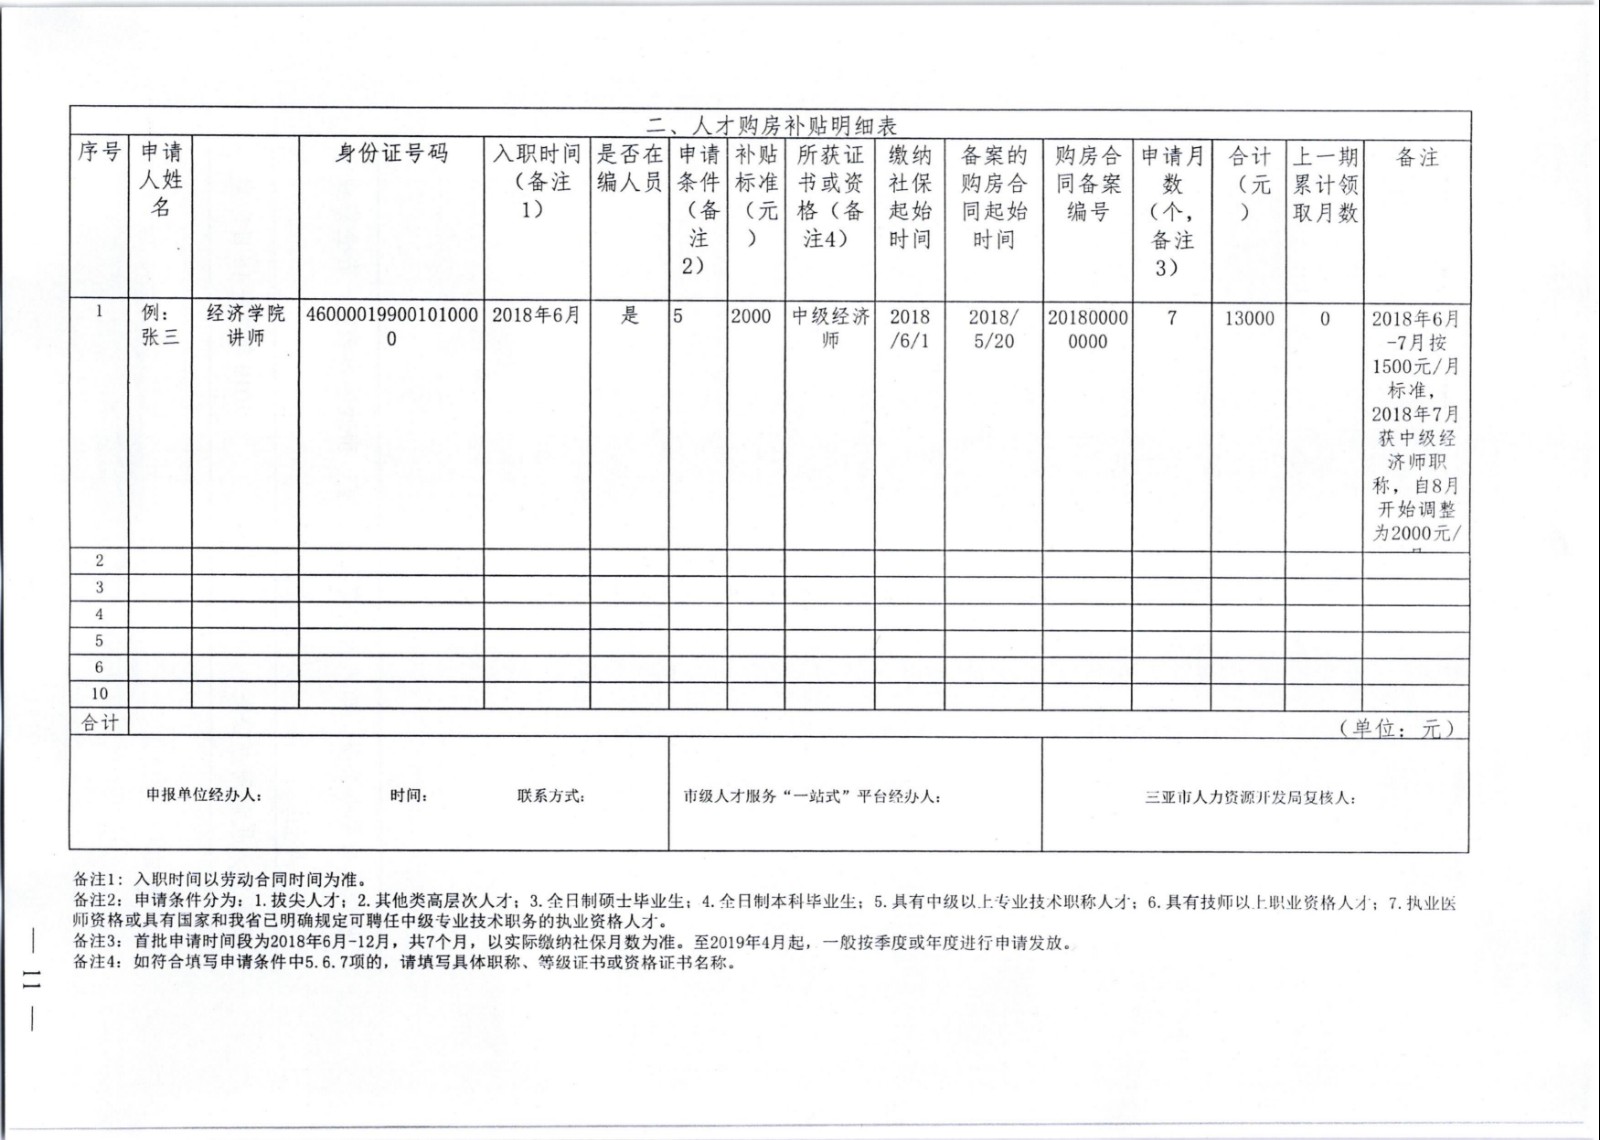 二、人才购房补贴明细表
序号
申请
人姓
名
身份证号码
入职时间
（备注
1）
是否在
编人员
申请
条件
（备
注
2）
补贴
标准
（元
）
所获证
书或资
格（备
注4）
缴纳
社保
起始
时间
备案的
购房合
同起始
时间
购房合
同备案
编号
申请月
数
（个，
备注
3）
合计
（元
）
上一期
累计领
取月数
备注
1
例：
张三
经济学院
讲师
46000019900101000
0
2018年6月
是
5
2000
中级经济
师
2018
/6/1
2018/
5/20
20180000
0000
7
13000
0
2018年6月
-7月按
1500元/月
标准，
2018年7月
获中级经
济师职
称，自8月
开始调整
为2000元/
2
3
4
5
6
10
合计
（单位：元）
申报单位经办人：
时间：
联系方式：
市级人才服务“一站式”平台经办人：
三亚市人力资源开发局复核人：
备注1：入职时间以劳动合同时间为准。
备注2：申请条件分为：1.拔尖人才；2.其他类高层次人才；3.全日制硕士毕业生；4.全日制本科毕业生；5.具有中级以上专业技术职称人才；6.具有技师以上职业资格人才；7.执业医
师资格或具有国家和我省已明确规定可聘任中级专业技术职务的执业资格人才。
备注3：首批申请时间段为2018年6月-12月，共7个月，以实际缴纳社保月数为准。至2019年4月起，一般按季度或年度进行申请发放。
备注4：如符合填写申请条件中5.6.7项的，请填写具体职称、等级证书或资格证书名称。
— 11 —